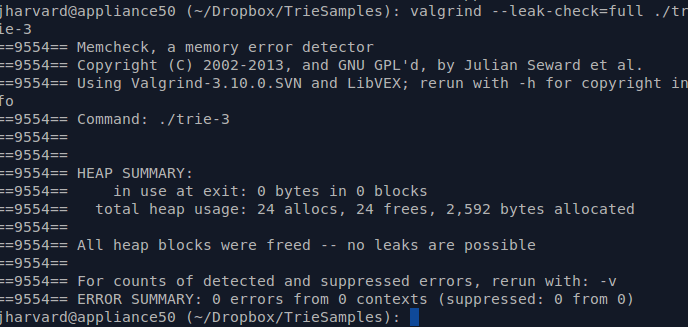 jharvard@appliance50 (~/Dropbox/TrieSamples): valgrind --leak-check=full ./tr
ie-3
==9554== Memcheck, a memory error detector
==9554== Copyright (C) 2002-2013, and GNU GPL'd, by Julian Seward et al.
==9554== Using Valgrind-3.10.0.SVN and LibVEX; rerun with -h for copyright in
fo
==9554== Command: ./trie-3
==9554==
==9554==
==9554== HEAP SUMMARY:
==9554==     in use at exit: 0 bytes in 0 blocks
==9554==   total heap usage: 24 allocs, 24 frees, 2,592 bytes allocated
==9554==
==9554== All heap blocks were freed -- no leaks are possible
==9554==
==9554== For counts of detected and suppressed errors, rerun with: -v
==9554== ERROR SUMMARY: 0 errors from 0 contexts (suppressed: 0 from 0)
jharvard@appliance50 (~/Dropbox/TrieSamples):